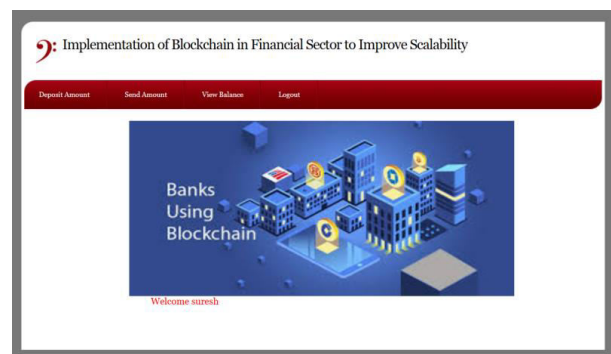 Implementation of Blockchain in Financial Sector to Improve Scalability
Deposit Amount Send Amount View Balance Logout
Banks
Using
Blockchain
Welcome suresh